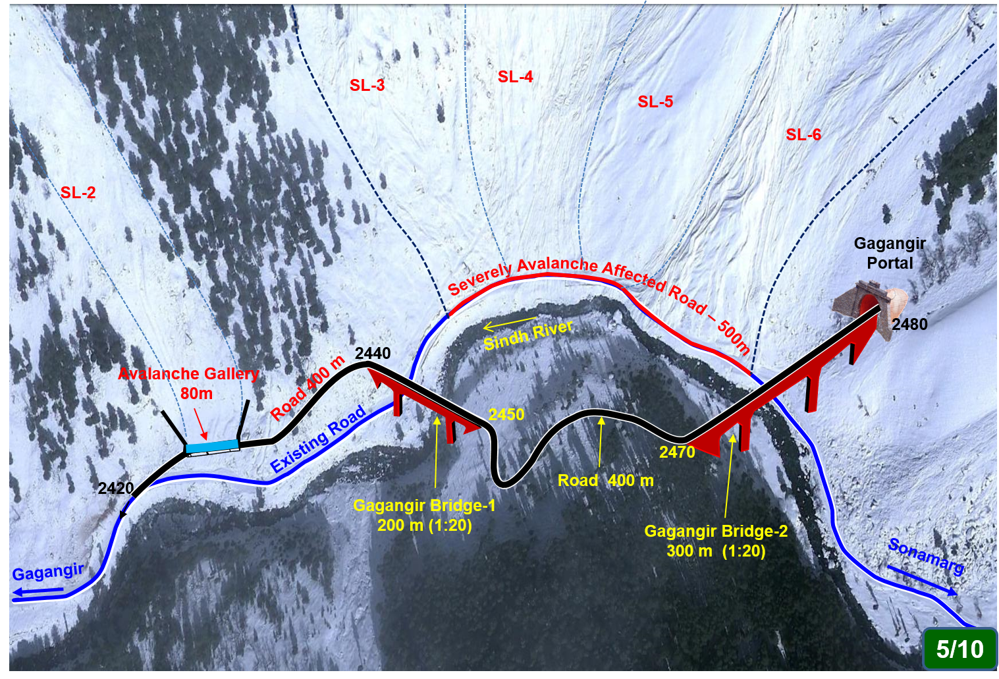 SL-3
SL-4
SL-5
SL-6
SL-2
Gagangir
Portal
Severely Avalanche Affected Road – 500m
2480
Sindh River
2440
Avalanche Gallery
80m
Road 400 m
2450
Existing Road
2470
2420
Road 400 m
Gagangir Bridge-1
200 m (1:20)
Gagangir Bridge-2
300 m (1:20)
Gagangir
Sonamarg
5/10